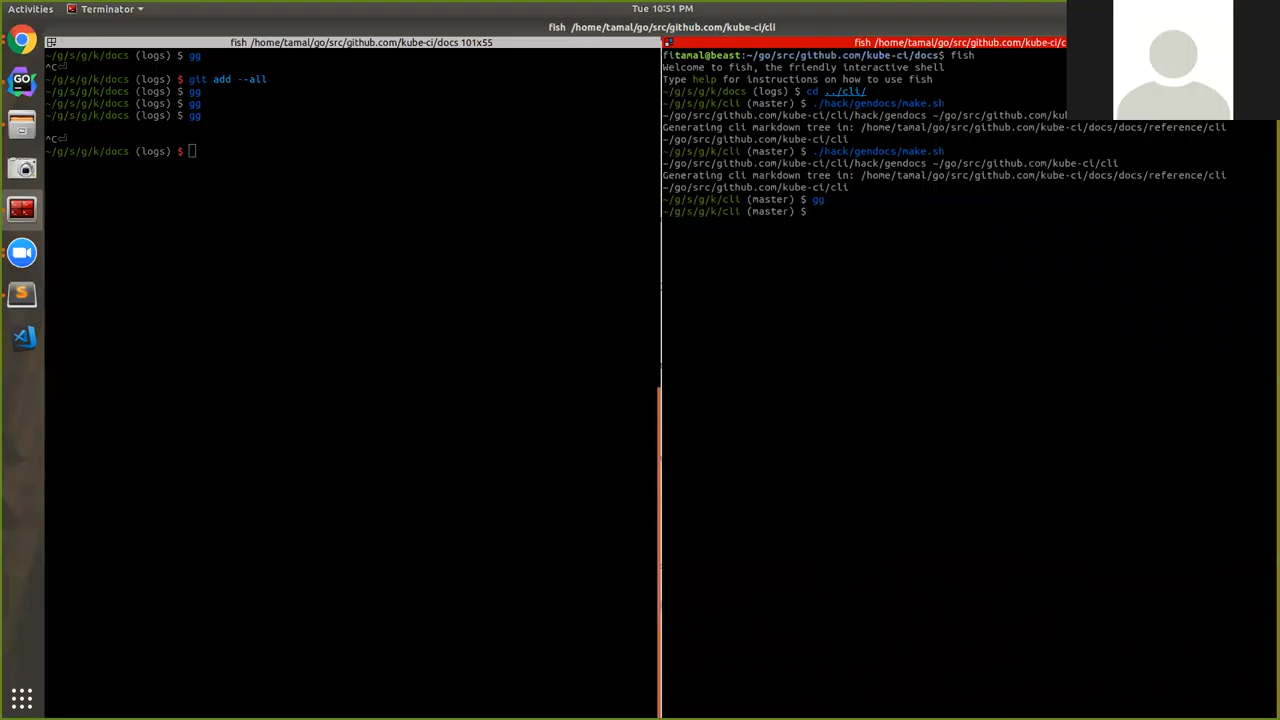 Activities
Terminator
Tue 10:51 PM
fish /home/tamal/go/src/github.com/kube-ci/cli
fish /home/tamal/go/src/github.com/kube-ci/docs 101x55
~/g/s/g/k/docs (logs) $ gg
^C⏎
~/g/s/g/k/docs (logs) $ git add --all
~/g/s/g/k/docs (logs) $ gg
~/g/s/g/k/docs (logs) $ gg
~/g/s/g/k/docs (logs) $ gg
^C⏎
~/g/s/g/k/docs (logs) $
fish /home/tamal/go/src/github.com/kube-ci/c
fitamal@beast:~/go/src/github.com/kube-ci/docs$ fish
Welcome to fish, the friendly interactive shell
Type help for instructions on how to use fish
~/g/s/g/k/docs (logs) $ cd ../cli/
~/g/s/g/k/cli (master) $ ./hack/gendocs/make.sh
~/go/src/github.com/kube-ci/cli/hack/gendocs ~/go/src/github.com/kube-ci/cli
Generating cli markdown tree in: /home/tamal/go/src/github.com/kube-ci/docs/docs/reference/cli
~/go/src/github.com/kube-ci/cli
~/g/s/g/k/cli (master) $ ./hack/gendocs/make.sh
~/go/src/github.com/kube-ci/cli/hack/gendocs ~/go/src/github.com/kube-ci/cli
Generating cli markdown tree in: /home/tamal/go/src/github.com/kube-ci/docs/docs/reference/cli
~/go/src/github.com/kube-ci/cli
~/g/s/g/k/cli (master) $ gg
~/g/s/g/k/cli (master) $
GO
S